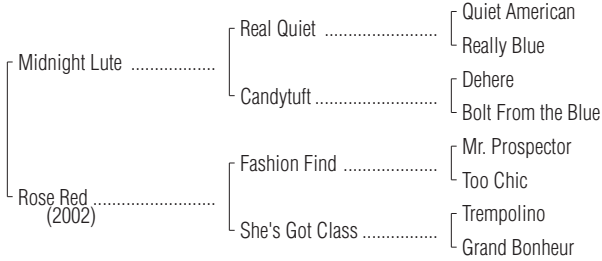 Quiet American
Real Quiet ........................
Really Blue
Midnight Lute ..................
Dehere
Candytuft ..........................
Bolt From the Blue
Mr. Prospector
Fashion Find ....................
Too Chic
Rose Red ..........................
(2002)
Trempolino
She's Got Class ................
Grand Bonheur